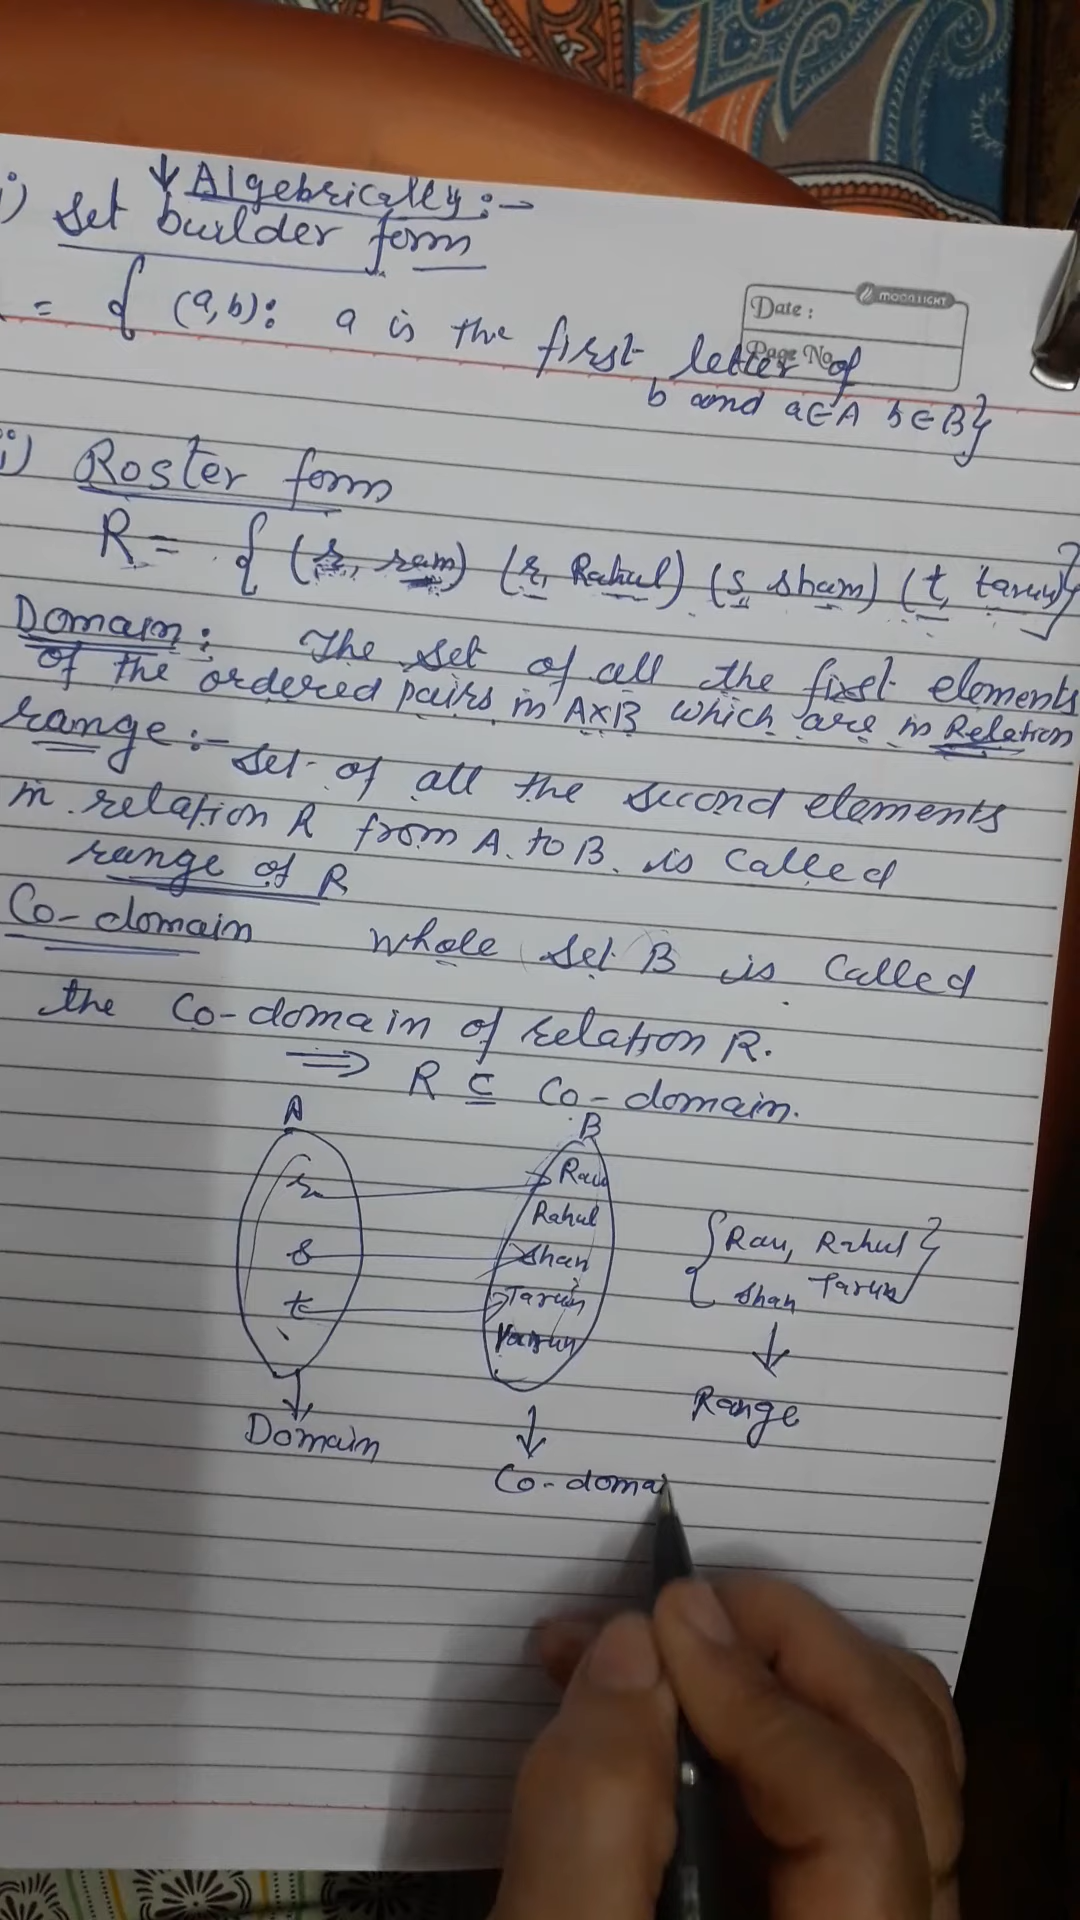 ↓ Algebrically :-
i) Set builder form
= { (a,b): a is the first letter of
b and a∈A b∈B}
MOONLIGHT
Date :
Page No.
ii) Roster form
R = { (r, ram) (r, Rahul) (s, sham) (t, tarun)}
Domain : The set of all the first elements
of the ordered pairs in A×B which are in Relation
range :- set of all the second elements
in relation R from A to B is called
range of R
Co-domain whole set B is called
the Co-domain of relation R.
⇒ R ⊆ Co-domain.
A B
r Ram
Rahul
s Sham
t Tarun
Varun
{Ram, Rahul
Sham Tarun}
↓ Range
↓ Domain
↓ Co-domai